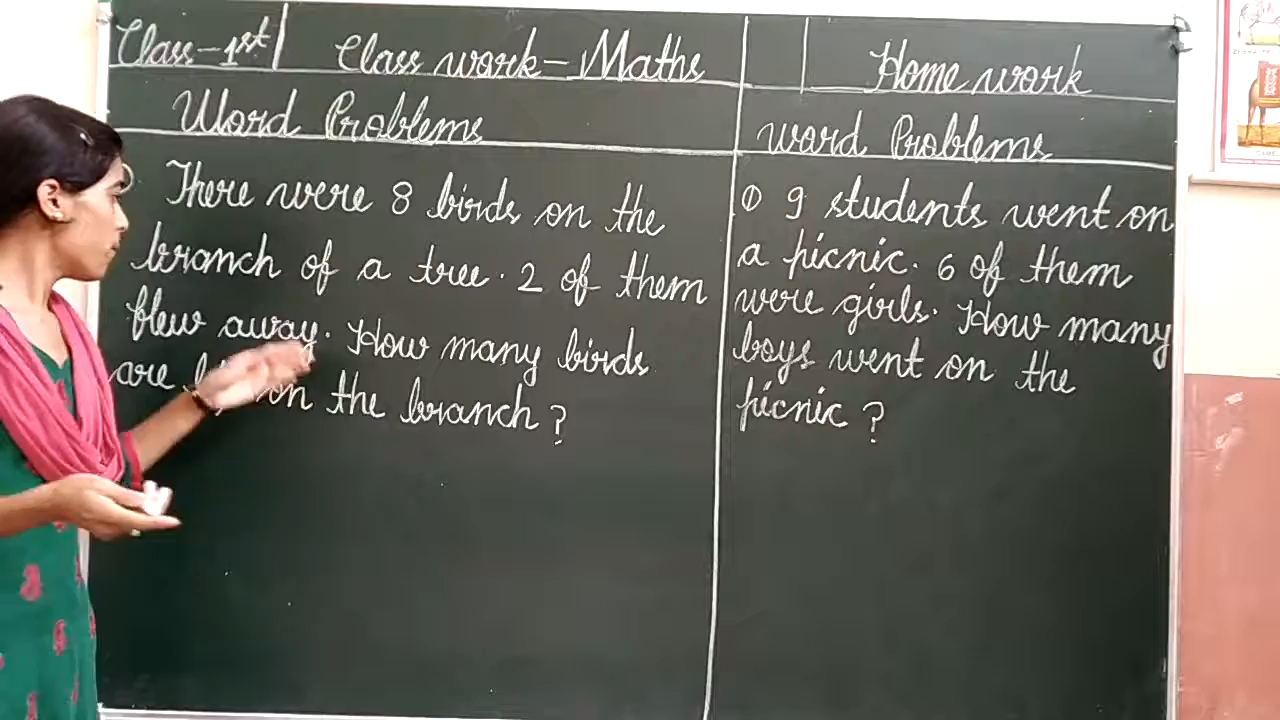 Class-1st
Class work-Maths
Word Problems
There were 8 birds on the
branch of a tree. 2 of them
flew away. How many birds
are on the branch?
Home work
word Problems
① 9 students went on
a picnic. 6 of them
were girls. How many
boys went on the
picnic?